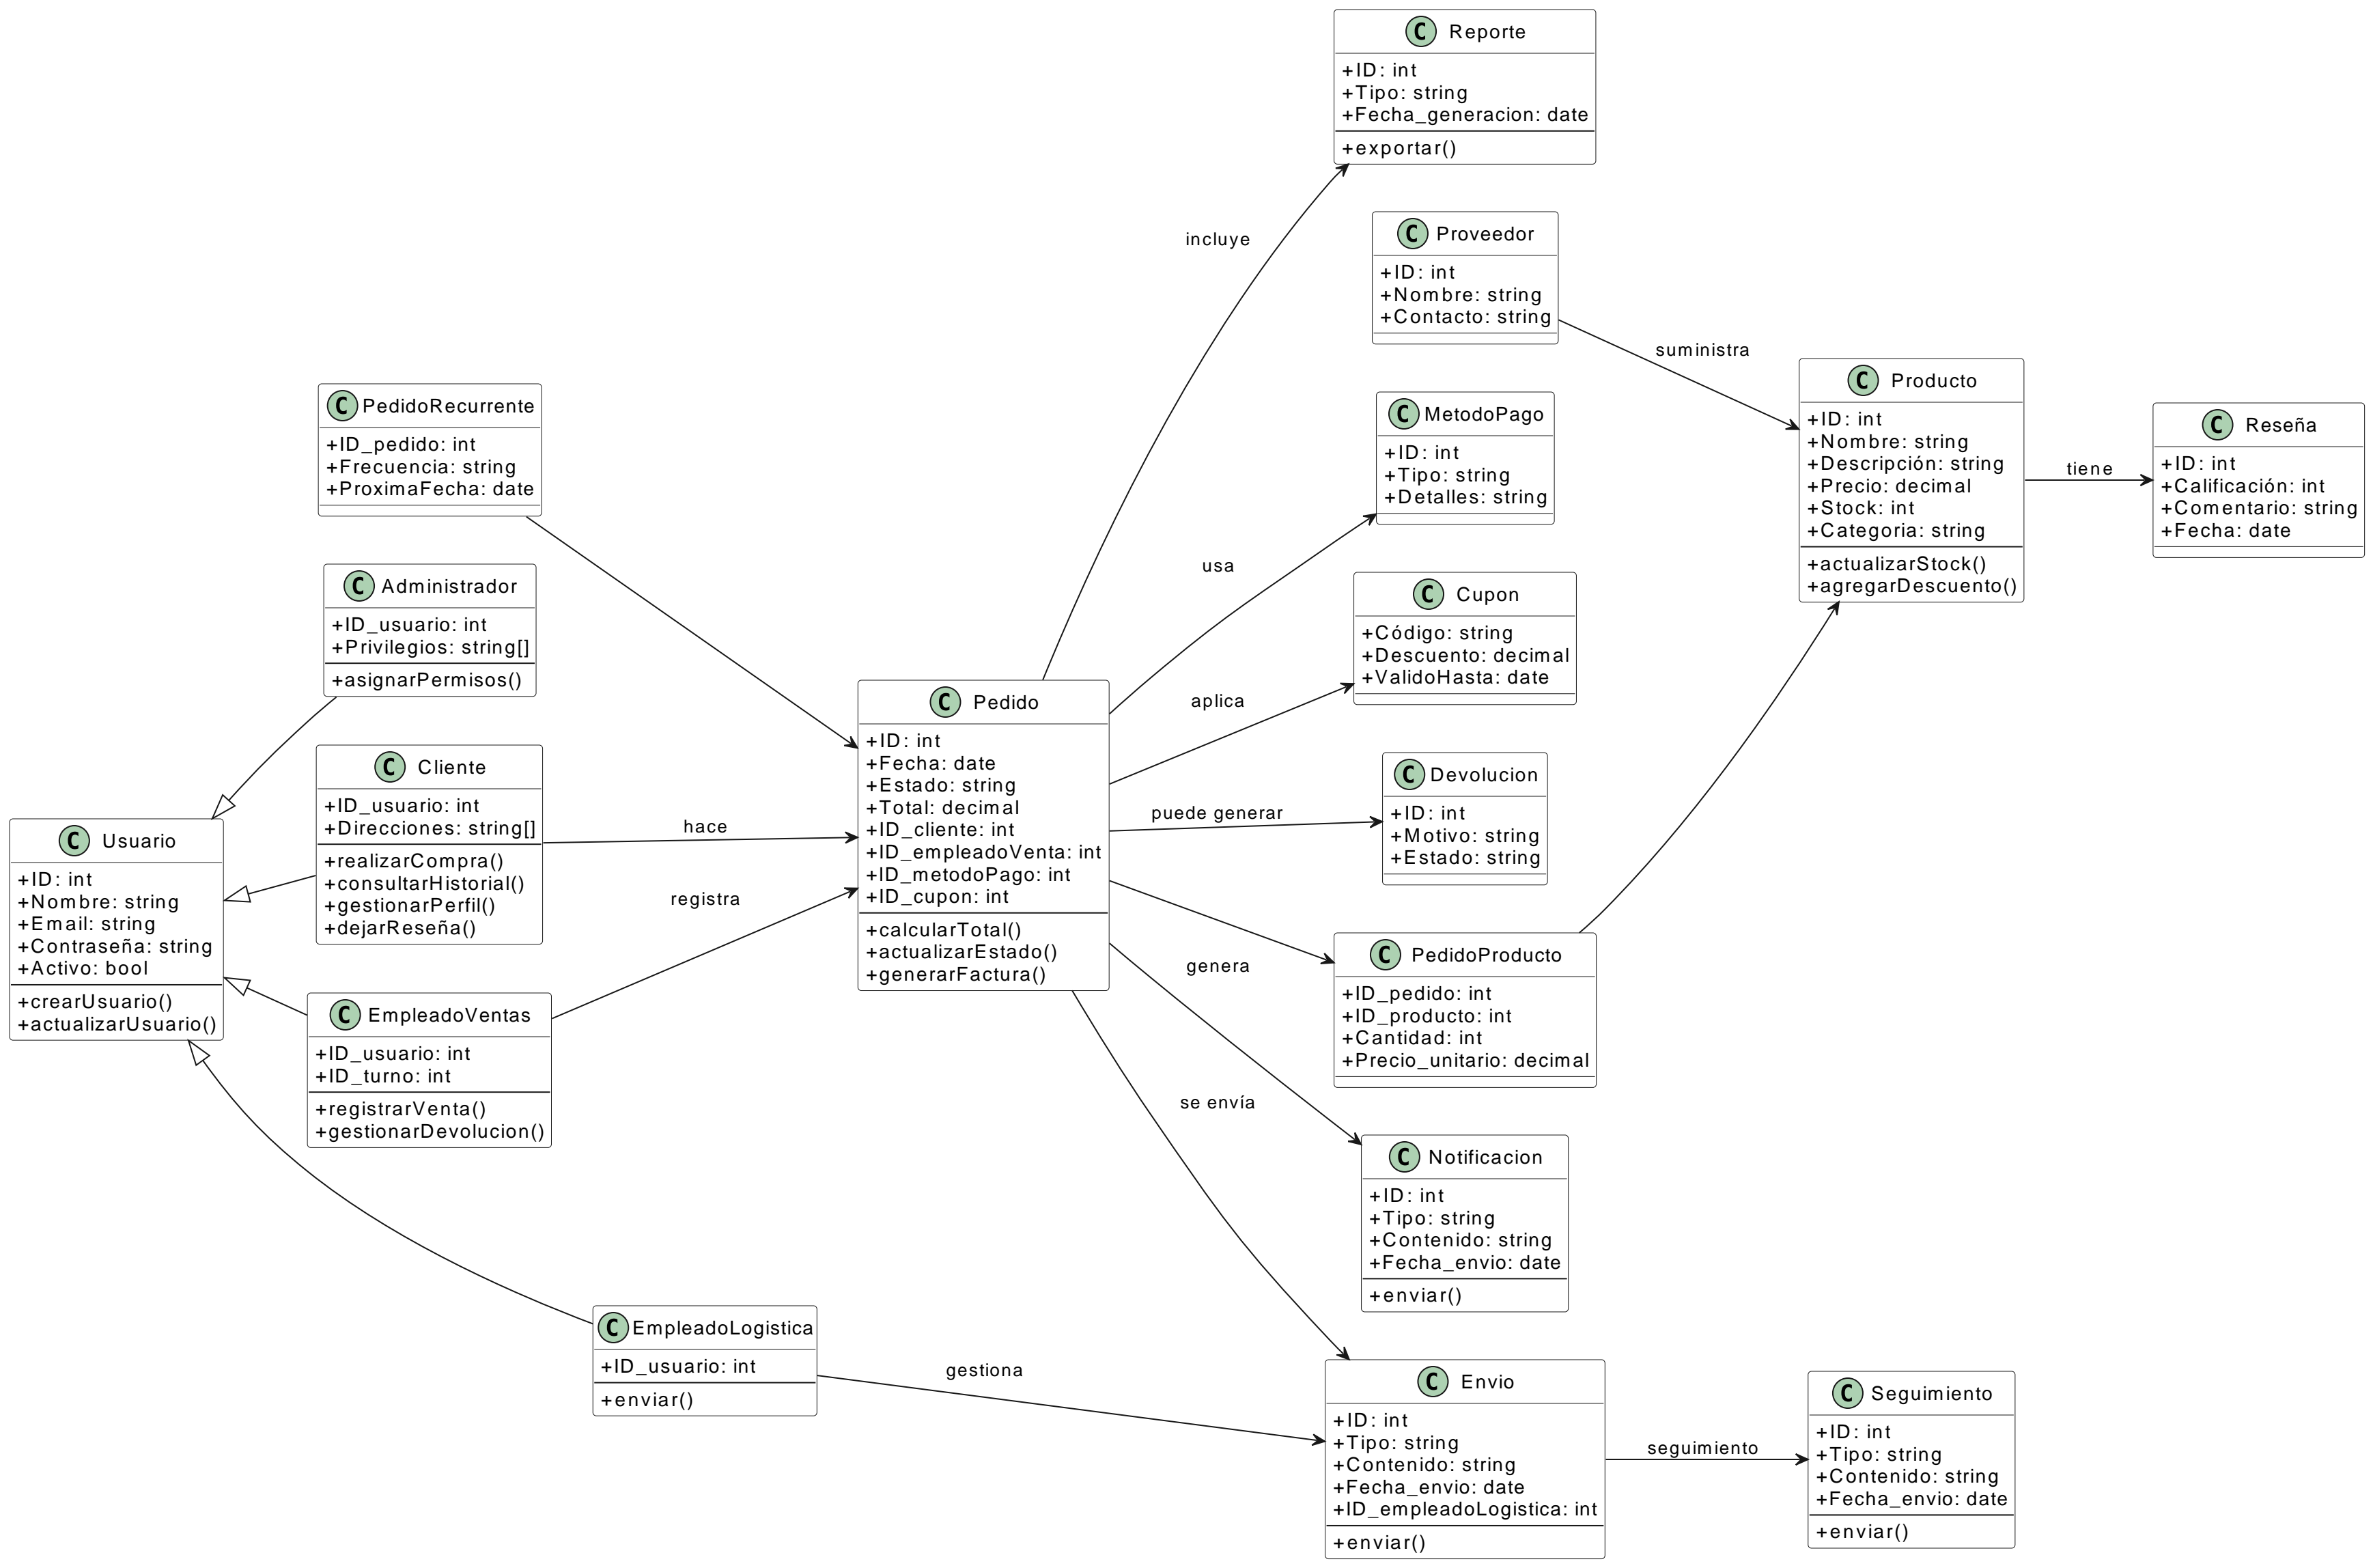 C Reporte
+ID: int
+Tipo: string
+Fecha_generacion: date
+exportar()
incluye
C Proveedor
+ID: int
+Nombre: string
+Contacto: string
suministra
C Producto
+ID: int
+Nombre: string
+Descripción: string
+Precio: decimal
+Stock: int
+Categoria: string
+actualizarStock()
+agregarDescuento()
tiene
C Reseña
+ID: int
+Calificación: int
+Comentario: string
+Fecha: date
C PedidoRecurrente
+ID_pedido: int
+Frecuencia: string
+ProximaFecha: date
C MetodoPago
+ID: int
+Tipo: string
+Detalles: string
usa
C Administrador
+ID_usuario: int
+Privilegios: string[]
+asignarPermisos()
C Cupon
+Código: string
+Descuento: decimal
+ValidoHasta: date
aplica
C Pedido
+ID: int
+Fecha: date
+Estado: string
+Total: decimal
+ID_cliente: int
+ID_empleadoVenta: int
+ID_metodoPago: int
+ID_cupon: int
+calcularTotal()
+actualizarEstado()
+generarFactura()
C Cliente
+ID_usuario: int
+Direcciones: string[]
+realizarCompra()
+consultarHistorial()
+gestionarPerfil()
+dejarReseña()
hace
puede generar
C Devolucion
+ID: int
+Motivo: string
+Estado: string
C Usuario
+ID: int
+Nombre: string
+Email: string
+Contraseña: string
+Activo: bool
+crearUsuario()
+actualizarUsuario()
registra
C EmpleadoVentas
+ID_usuario: int
+ID_turno: int
+registrarVenta()
+gestionarDevolucion()
C PedidoProducto
+ID_pedido: int
+ID_producto: int
+Cantidad: int
+Precio_unitario: decimal
genera
se envía
C Notificacion
+ID: int
+Tipo: string
+Contenido: string
+Fecha_envio: date
+enviar()
C EmpleadoLogistica
+ID_usuario: int
+enviar()
gestiona
C Envio
+ID: int
+Tipo: string
+Contenido: string
+Fecha_envio: date
+ID_empleadoLogistica: int
+enviar()
seguimiento
C Seguimiento
+ID: int
+Tipo: string
+Contenido: string
+Fecha_envio: date
+enviar()